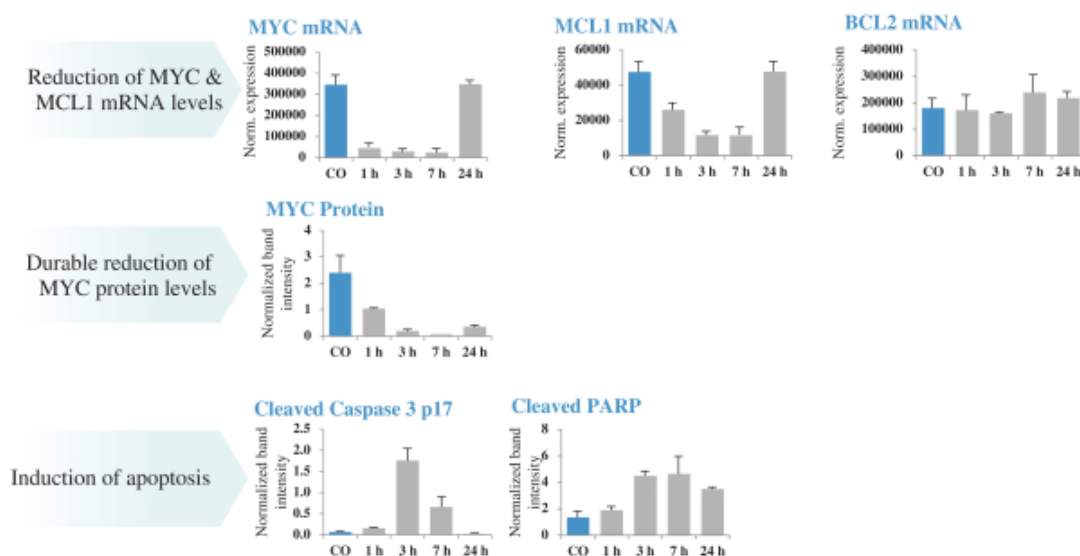 MYC mRNA
MCL1 mRNA
BCL2 mRNA
Reduction of MYC &
MCL1 mRNA levels
Norm. expression
500000
400000
300000
200000
100000
0
CO 1 h 3 h 7 h 24 h
Norm. expression
60000
40000
20000
0
CO 1 h 3 h 7 h 24 h
Norm. expression
400000
300000
200000
100000
0
CO 1 h 3 h 7 h 24 h
Durable reduction of
MYC protein levels
MYC Protein
Normalized band
intensity
4
3
2
1
0
CO 1 h 3 h 7 h 24 h
Induction of apoptosis
Cleaved Caspase 3 p17
Normalized band
intensity
2.5
2.0
1.5
1.0
0.5
0.0
CO 1 h 3 h 7 h 24 h
Cleaved PARP
Normalized band
intensity
8
6
4
2
0
CO 1 h 3 h 7 h 24 h